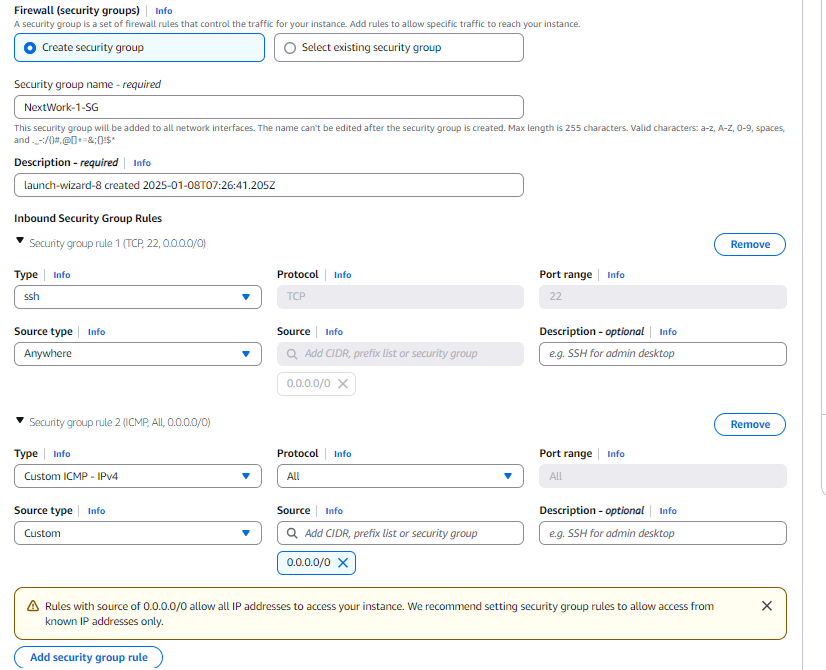 Firewall (security groups) Info
A security group is a set of firewall rules that control the traffic for your instance. Add rules to allow specific traffic to reach your instance.
Create security group Select existing security group
Security group name - required
NextWork-1-SG
This security group will be added to all network interfaces. The name can't be edited after the security group is created. Max length is 255 characters. Valid characters: a-z, A-Z, 0-9, spaces,
and ._-:/()#,@[]+=&;{}!$*
Description - required Info
launch-wizard-8 created 2025-01-08T07:26:41.205Z
Inbound Security Group Rules
Security group rule 1 (TCP, 22, 0.0.0.0/0) Remove
Type Info Protocol Info Port range Info
ssh TCP 22
Source type Info Source Info Description - optional Info
Anywhere Add CIDR, prefix list or security group e.g. SSH for admin desktop
0.0.0.0/0
Security group rule 2 (ICMP, All, 0.0.0.0/0) Remove
Type Info Protocol Info Port range Info
Custom ICMP - IPv4 All All
Source type Info Source Info Description - optional Info
Custom Add CIDR, prefix list or security group e.g. SSH for admin desktop
0.0.0.0/0
Rules with source of 0.0.0.0/0 allow all IP addresses to access your instance. We recommend setting security group rules to allow access from
known IP addresses only.
Add security group rule